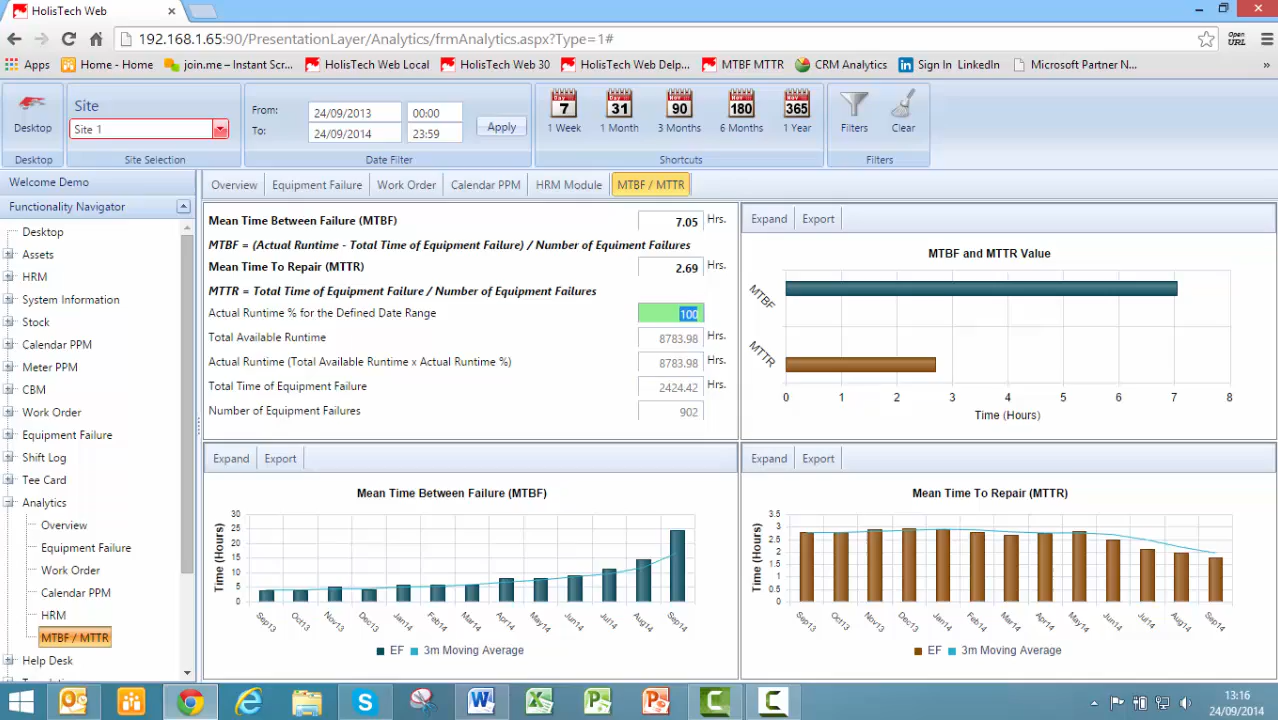 HolisTech Web
192.168.1.65:90/PresentationLayer/Analytics/frmAnalytics.aspx?Type=1#
Open URL
Apps
Home - Home
join.me – Instant Scr...
HolisTech Web Local
HolisTech Web 30
HolisTech Web Delp...
MTBF MTTR
CRM Analytics
Sign In LinkedIn
Microsoft Partner N...
»
Desktop
Desktop
Site
Site 1
Site Selection
From:
24/09/2013
00:00
To:
24/09/2014
23:59
Apply
Date Filter
7
31
90
180
365
1 Week
1 Month
3 Months
6 Months
1 Year
Shortcuts
Filters
Clear
Filters
Welcome Demo
Functionality Navigator
Desktop
Assets
HRM
System Information
Stock
Calendar PPM
Meter PPM
CBM
Work Order
Equipment Failure
Shift Log
Tee Card
Analytics
Overview
Equipment Failure
Work Order
Calendar PPM
HRM
MTBF / MTTR
Help Desk
Overview
Equipment Failure
Work Order
Calendar PPM
HRM Module
MTBF / MTTR
Mean Time Between Failure (MTBF)
7.05
Hrs.
MTBF = (Actual Runtime - Total Time of Equipment Failure) / Number of Equiment Failures
Mean Time To Repair (MTTR)
2.69
Hrs.
MTTR = Total Time of Equipment Failure / Number of Equipment Failures
Actual Runtime % for the Defined Date Range
100
Total Available Runtime
8783.98
Hrs.
Actual Runtime (Total Available Runtime x Actual Runtime %)
8783.98
Hrs.
Total Time of Equipment Failure
2424.42
Hrs.
Number of Equipment Failures
902
Expand
Export
MTBF and MTTR Value
MTBF
MTTR
0 1 2 3 4 5 6 7 8
Time (Hours)
Expand
Export
Mean Time Between Failure (MTBF)
Time (Hours)
30
25
20
15
10
5
0
Sep13 Oct13 Nov13 Dec13 Jan14 Feb14 Mar14 Apr14 May14 Jun14 Jul14 Aug14 Sep14
EF
3m Moving Average
Expand
Export
Mean Time To Repair (MTTR)
Time (Hours)
3.5
3
2.5
2
1.5
1
0.5
0
Sep13 Oct13 Nov13 Dec13 Jan14 Feb14 Mar14 Apr14 May14 Jun14 Jul14 Aug14 Sep14
EF
3m Moving Average
13:16
24/09/2014